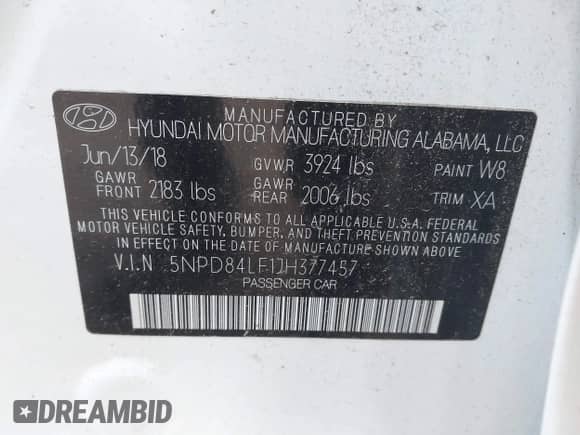 MANUFACTURED BY
HYUNDAI MOTOR MANUFACTURING ALABAMA, LLC
Jun/13/18 GVWR 3924 lbs PAINT W8
GAWR FRONT 2183 lbs GAWR REAR 2006 lbs TRIM XA
THIS VEHICLE CONFORMS TO ALL APPLICABLE U.S.A. FEDERAL
MOTOR VEHICLE SAFETY, BUMPER, AND THEFT PREVENTION STANDARDS
IN EFFECT ON THE DATE OF MANUFACTURE SHOWN ABOVE
V.I.N 5NPD84LF1JH377457
PASSENGER CAR
DREAMBID